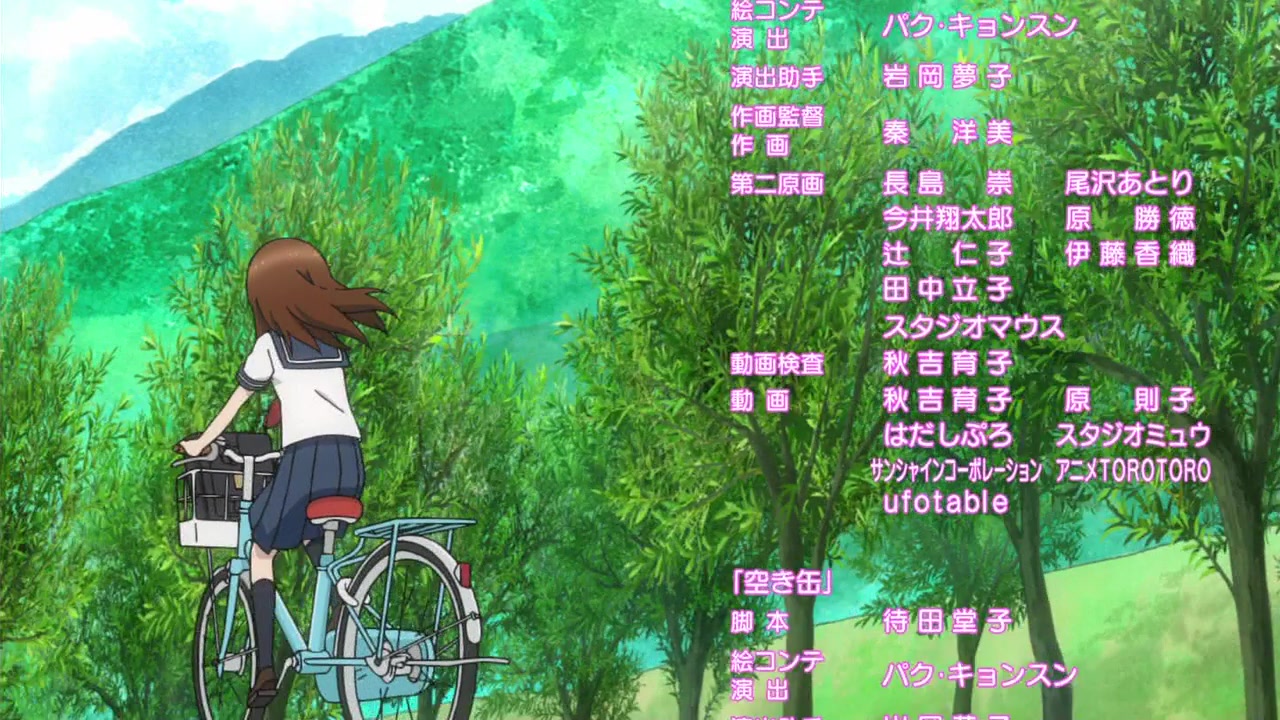 絵コンテ
演出 パク・キョンスン
演出助手 岩岡夢子
作画監督
作画 秦 洋美
第二原画 長島 崇 尾沢あとり
今井翔太郎 原 勝徳
辻 仁子 伊藤香織
田中立子
スタジオマウス
動画検査 秋吉育子
動画 秋吉育子 原 則子
はだしぷろ スタジオミュウ
サンシャインコーポレーション アニメTOROTORO
ufotable
「空き缶」
脚本 待田堂子
絵コンテ
演出 パク・キョンスン